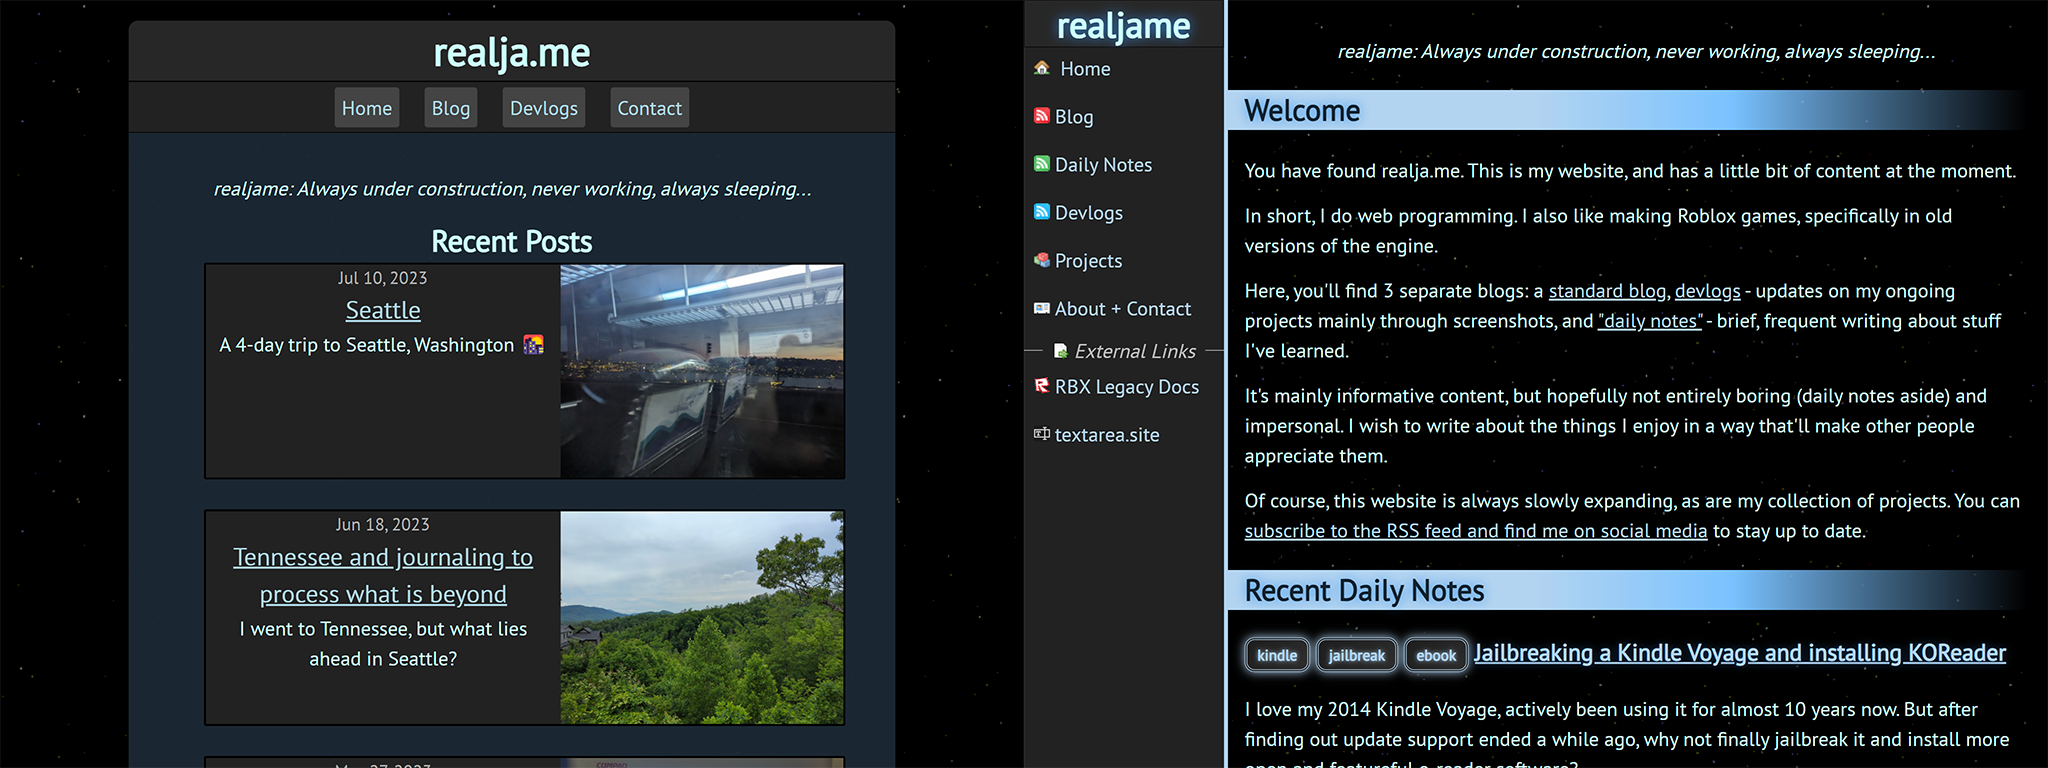 realja.me
Home Blog Devlogs Contact
realjame: Always under construction, never working, always sleeping...
Recent Posts
Jul 10, 2023
Seattle
A 4-day trip to Seattle, Washington
Jun 18, 2023
Tennessee and journaling to
process what is beyond
I went to Tennessee, but what lies
ahead in Seattle?
realjame
Home
Blog
Daily Notes
Devlogs
Projects
About + Contact
External Links
RBX Legacy Docs
textarea.site
realjame: Always under construction, never working, always sleeping...
Welcome
You have found realja.me. This is my website, and has a little bit of content at the moment.
In short, I do web programming. I also like making Roblox games, specifically in old
versions of the engine.
Here, you'll find 3 separate blogs: a standard blog, devlogs - updates on my ongoing
projects mainly through screenshots, and "daily notes" - brief, frequent writing about stuff
I've learned.
It's mainly informative content, but hopefully not entirely boring (daily notes aside) and
impersonal. I wish to write about the things I enjoy in a way that'll make other people
appreciate them.
Of course, this website is always slowly expanding, as are my collection of projects. You can
subscribe to the RSS feed and find me on social media to stay up to date.
Recent Daily Notes
kindle jailbreak ebook Jailbreaking a Kindle Voyage and installing KOReader
I love my 2014 Kindle Voyage, actively been using it for almost 10 years now. But after
finding out update support ended a while ago, why not finally jailbreak it and install more
open and featureful e-reader software?